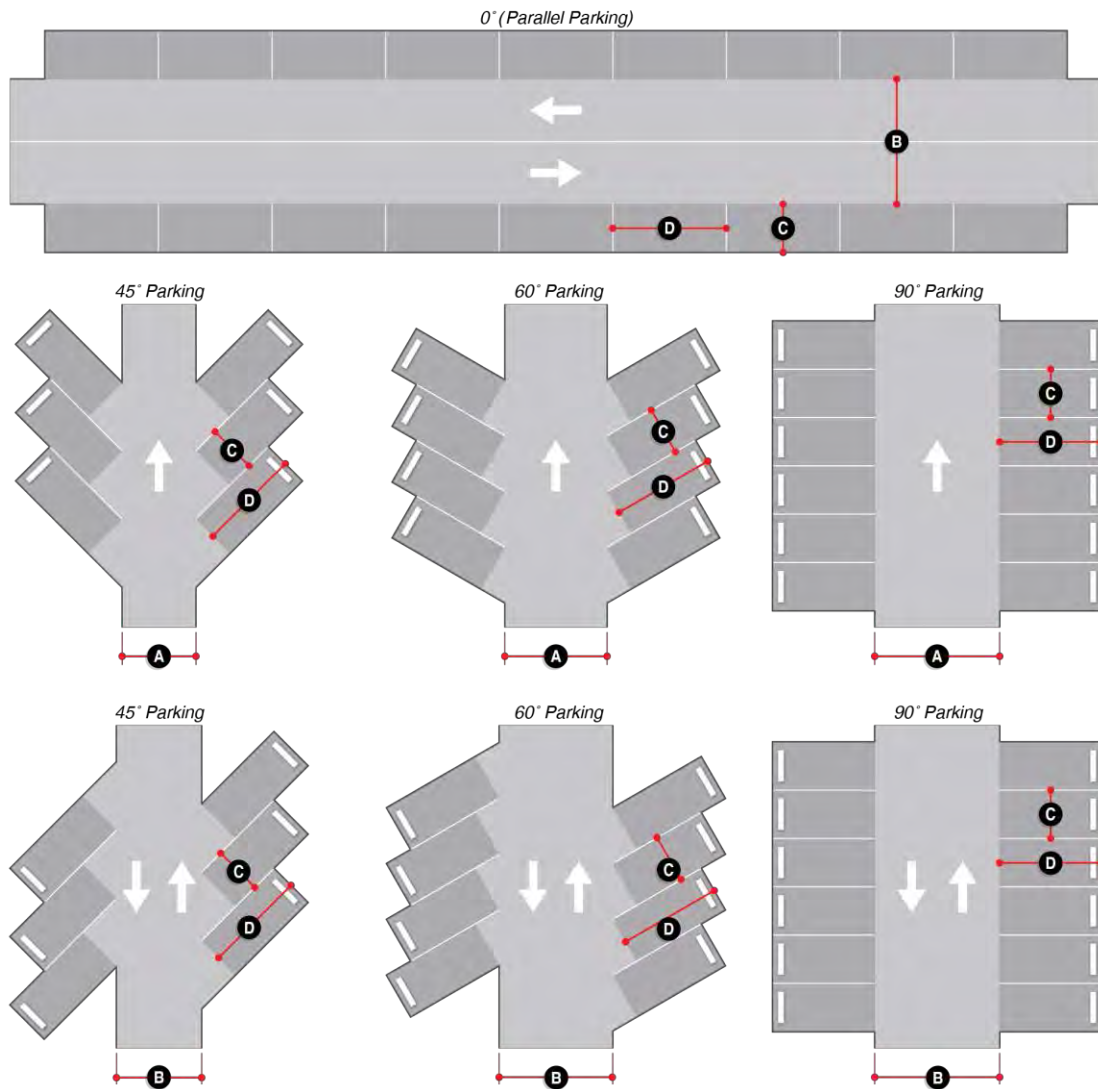 0° (Parallel Parking)
B
D C
45° Parking 60° Parking 90° Parking
C C C
D D D
A A A
45° Parking 60° Parking 90° Parking
C C C
D D D
B B B